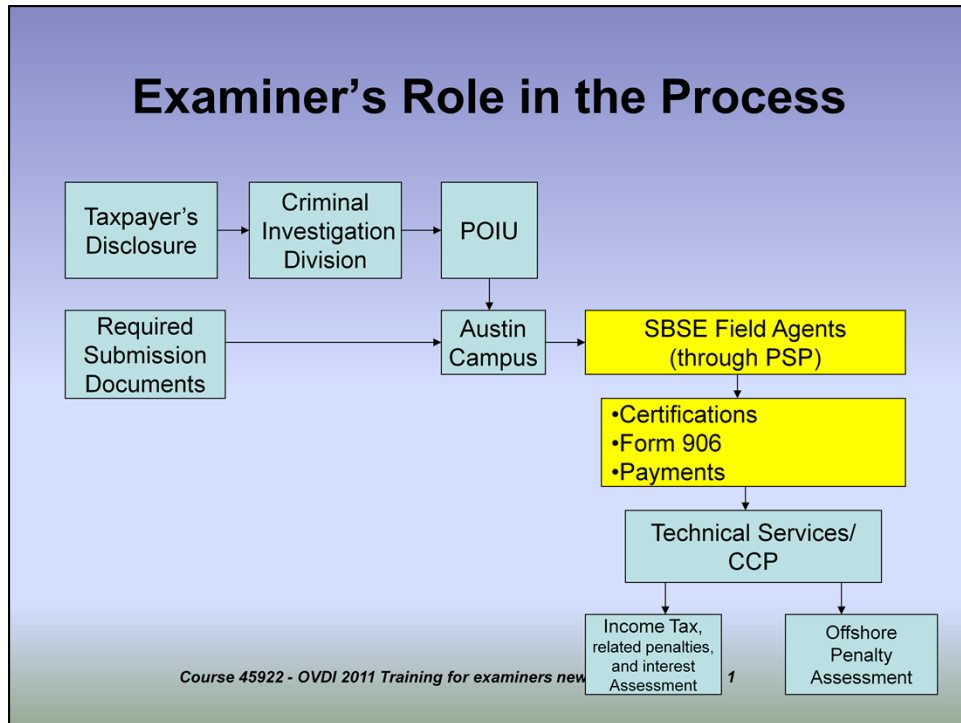 Examiner’s Role in the Process
Taxpayer’s
Disclosure
Criminal
Investigation
Division
POIU
Required
Submission
Documents
Austin
Campus
SBSE Field Agents
(through PSP)
•Certifications
•Form 906
•Payments
Technical Services/
CCP
Income Tax,
related penalties,
and interest
Assessment
Offshore
Penalty
Assessment
Course 45922 - OVDI 2011 Training for examiners new 1